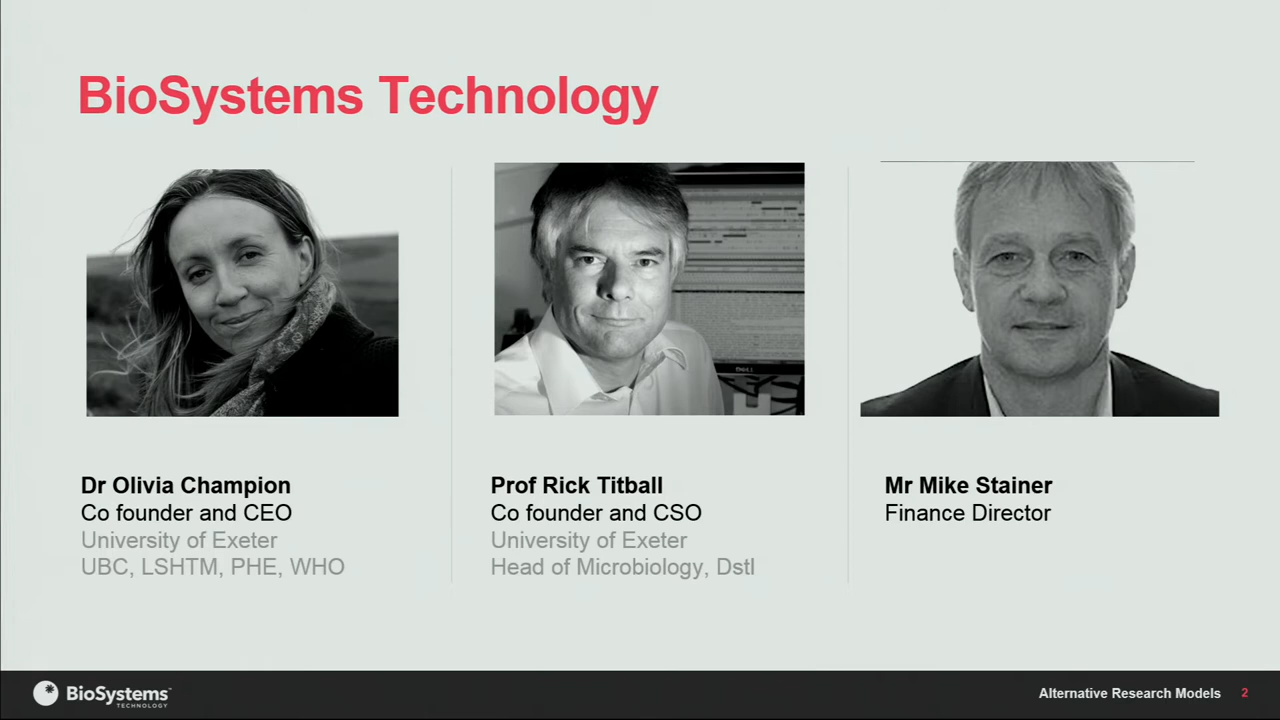 BioSystems Technology
Dr Olivia Champion
Co founder and CEO
University of Exeter
UBC, LSHTM, PHE, WHO
Prof Rick Titball
Co founder and CSO
University of Exeter
Head of Microbiology, Dstl
Mr Mike Stainer
Finance Director
BioSystems™
TECHNOLOGY
Alternative Research Models 2
DELL